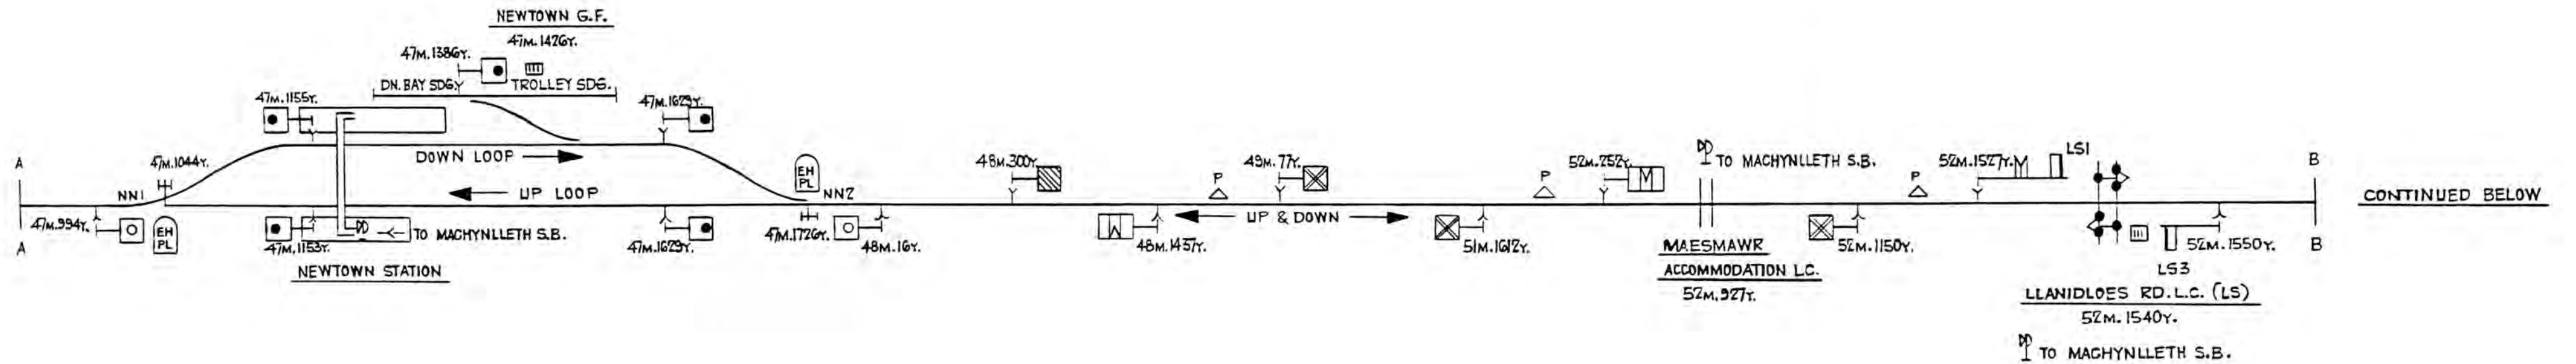 NEWTOWN G.F.
47M.1426Y.
47M.1386Y.
DN. BAY SDG.
TROLLEY SDG.
47M.1155Y.
47M.1629Y.
A
47M.1044Y.
DOWN LOOP
EH
PL
48M.300Y.
P
49M.77Y.
P
52M.252Y.
TO MACHYNLLETH S.B.
P
52M.1527Y.
M
M
LS1
B
NN1
UP LOOP
NN2
CONTINUED BELOW
47M.994Y.
EH
PL
47M.1153Y.
TO MACHYNLLETH S.B.
47M.1629Y.
47M.1726Y.
48M.16Y.
48M.1437Y.
UP & DOWN
51M.1612Y.
52M.1150Y.
52M.1550Y.
A
B
NEWTOWN STATION
MAESMAWR
ACCOMMODATION L.C.
52M.927Y.
LS3
LLANIDLOES RD. L.C. (LS)
52M.1540Y.
TO MACHYNLLETH S.B.